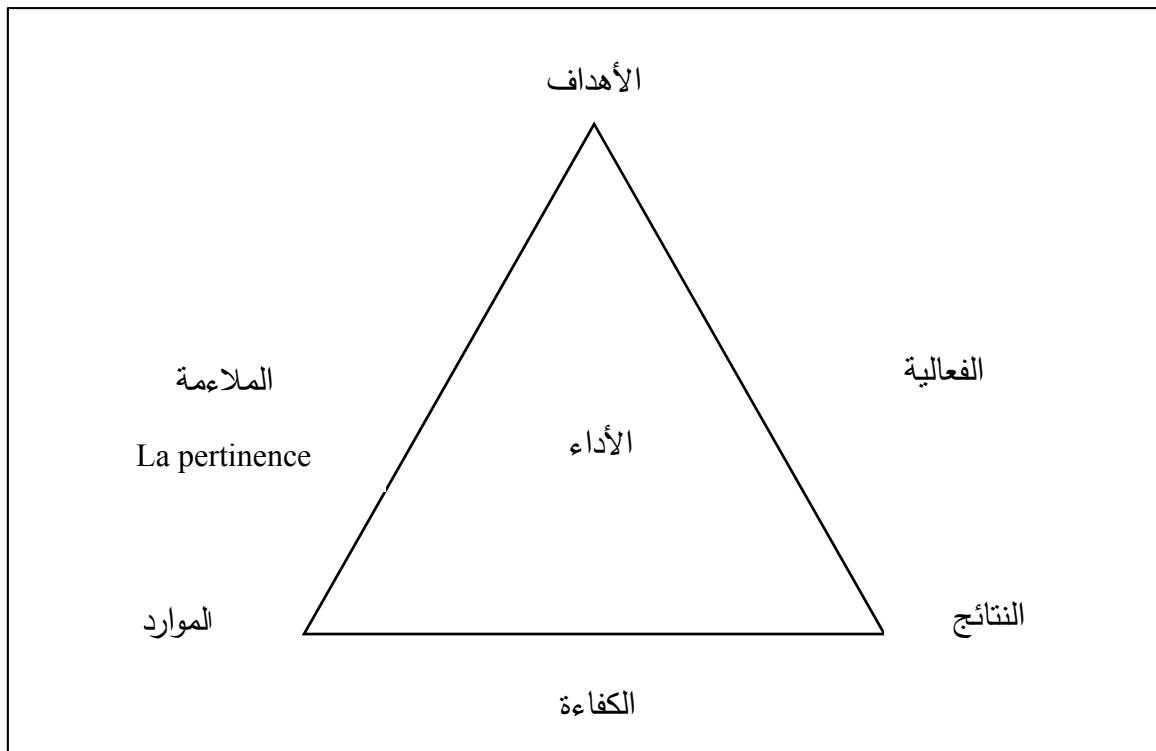 الأهداف
الفعالية
الملاءمة
La pertinence
الأداء
النتائج
الموارد
الكفاءة